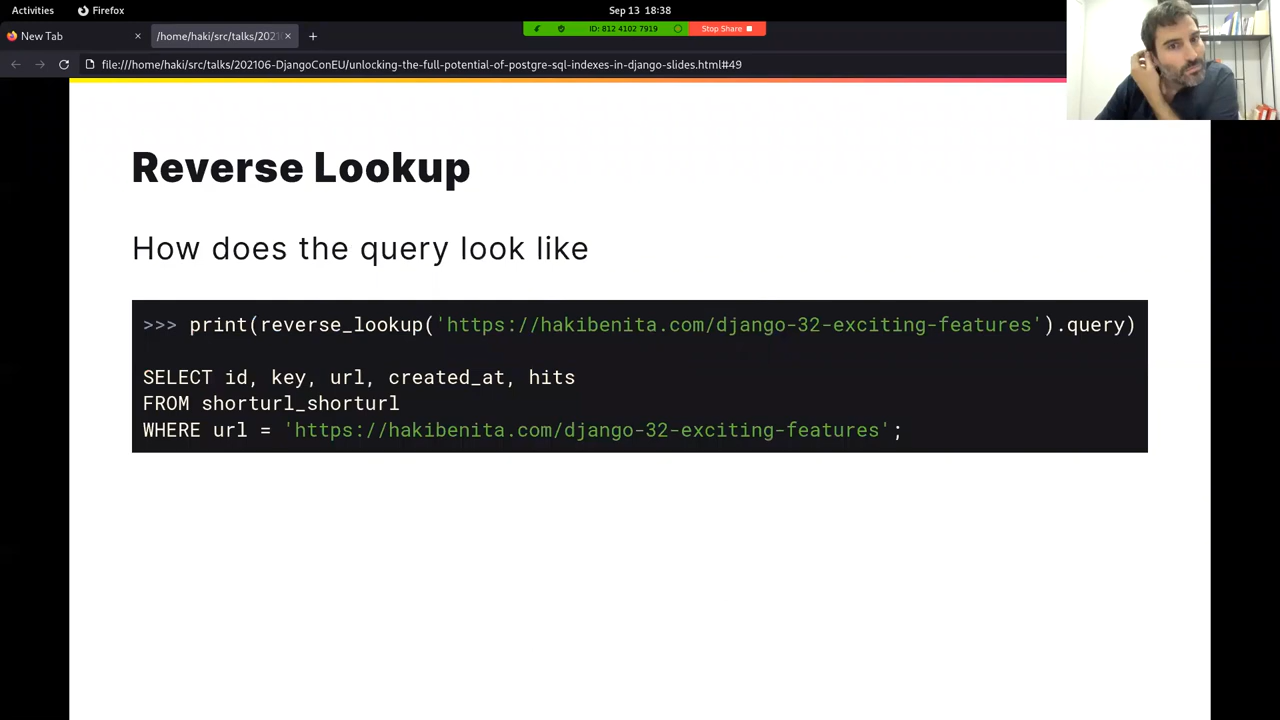 Activities
Firefox
Sep 13 18:38
New Tab
/home/haki/src/talks/2021
ID: 812 4102 7919
Stop Share
file:///home/haki/src/talks/202106-DjangoConEU/unlocking-the-full-potential-of-postgre-sql-indexes-in-django-slides.html#49
Reverse Lookup
How does the query look like
>>> print(reverse_lookup('https://hakibenita.com/django-32-exciting-features').query)
SELECT id, key, url, created_at, hits
FROM shorturl_shorturl
WHERE url = 'https://hakibenita.com/django-32-exciting-features';